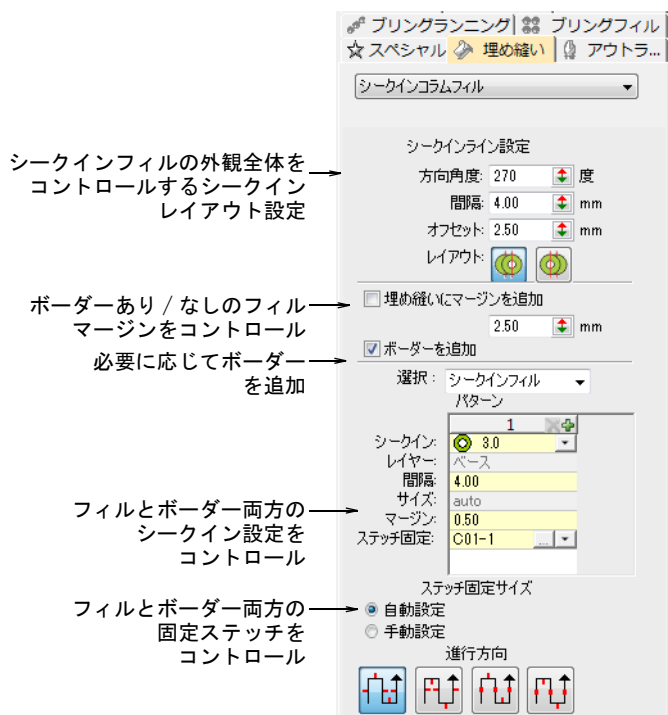 ブリングランニング ブリングフィル
スペシャル 埋め縫い アウトラ...
シークインコラムフィル
シークインフィルの外観全体を
コントロールするシークイン
レイアウト設定
シークインライン設定
方向角度: 270 度
間隔: 4.00 mm
オフセット: 2.50 mm
レイアウト:
ボーダーあり / なしのフィル
マージンをコントロール
埋め縫いにマージンを追加
2.50 mm
必要に応じてボーダー
を追加
ボーダーを追加
選択: シークインフィル
パターン
1
シークイン: 3.0
レイヤー: ベース
間隔: 4.00
サイズ: auto
マージン: 0.50
ステッチ固定: C01-1 ...
フィルとボーダー両方の
シークイン設定を
コントロール
ステッチ固定サイズ
フィルとボーダー両方の
固定ステッチを
コントロール
自動設定
手動設定
進行方向